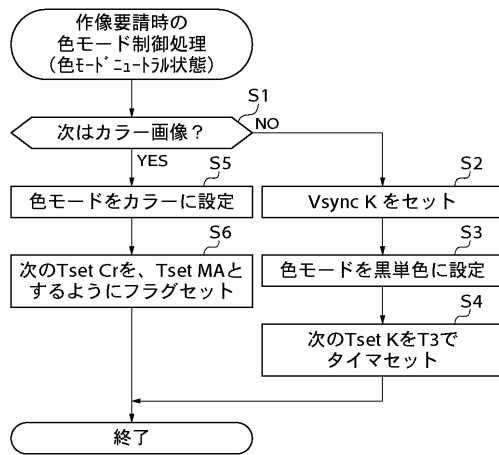 作像要請時の
色モード制御処理
(色ﾓｰﾄﾞﾆｭｰﾄﾗﾙ状態)
S1
次はカラー画像？
NO
YES
S5
S2
色モードをカラーに設定
Vsync K をセット
S6
S3
次のTset Crを、Tset MAと
するようにフラグセット
色モードを黒単色に設定
S4
次のTset KをT3で
タイマセット
終了